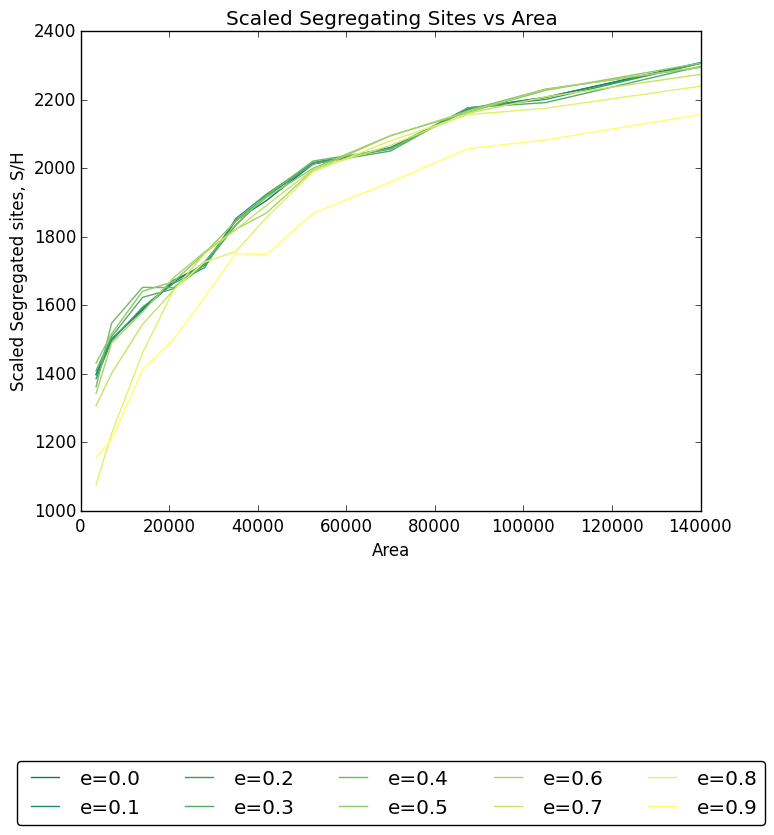 Scaled Segregating Sites vs Area
2400
2200
2000
1800
1600
1400
1200
1000
Scaled Segregated sites, S/H
0 20000 40000 60000 80000 100000 120000 140000
Area
e=0.0 e=0.2 e=0.4 e=0.6 e=0.8
e=0.1 e=0.3 e=0.5 e=0.7 e=0.9